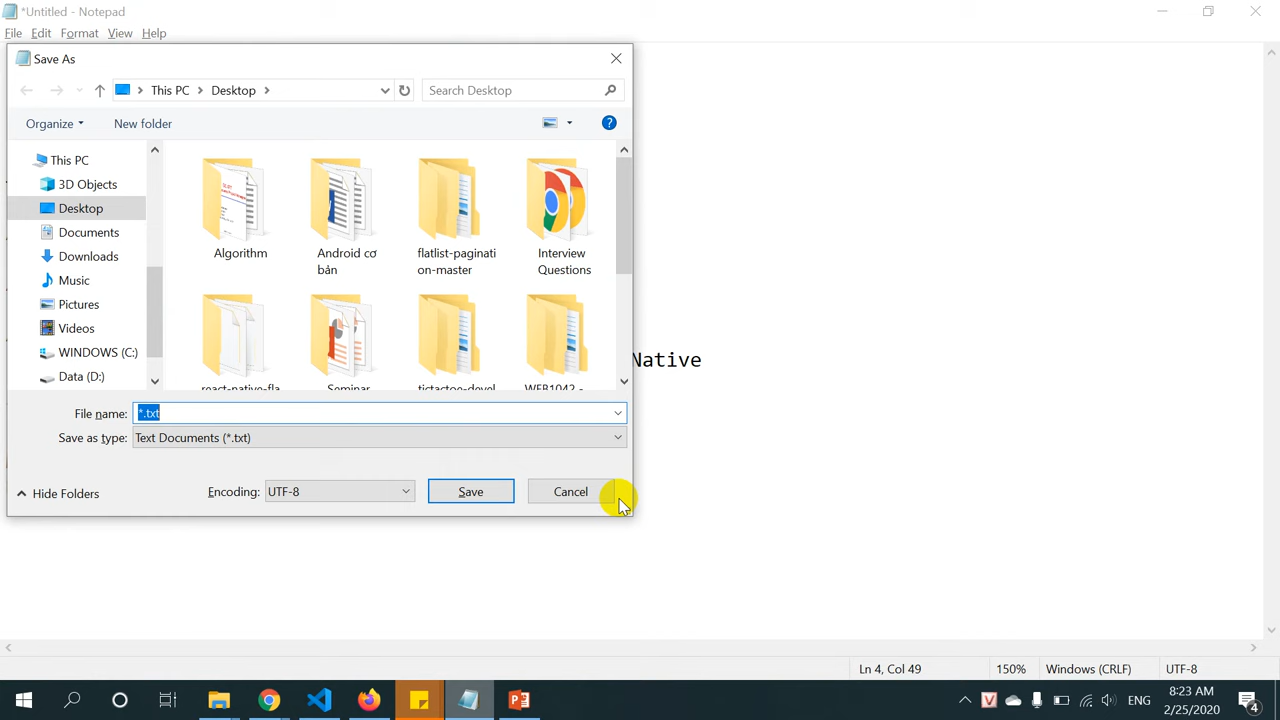 *Untitled - Notepad
File Edit Format View Help
Save As
This PC Desktop
Search Desktop
Organize New folder
This PC
3D Objects
Desktop
Documents
Downloads
Music
Pictures
Videos
WINDOWS (C:)
Data (D:)
Algorithm
Android cơ
bản
flatlist-paginati
on-master
Interview
Questions
react-native-fla
Seminar
tictactoe-devel
WEB1042 -
Native
File name: *.txt
Save as type: Text Documents (*.txt)
Hide Folders
Encoding: UTF-8
Save
Cancel
Ln 4, Col 49
150%
Windows (CRLF)
UTF-8
ENG
8:23 AM
2/25/2020
4